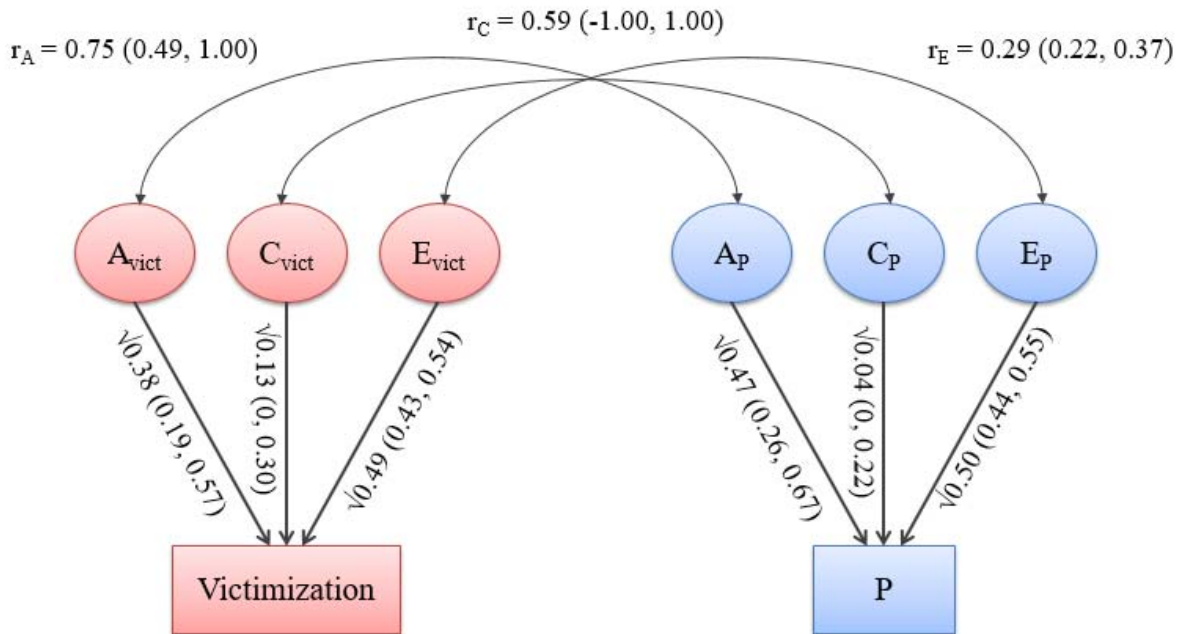 r_C = 0.59 (-1.00, 1.00)
r_A = 0.75 (0.49, 1.00)
r_E = 0.29 (0.22, 0.37)
A_vict
C_vict
E_vict
A_P
C_P
E_P
√0.38 (0.19, 0.57)
√0.13 (0, 0.30)
√0.49 (0.43, 0.54)
√0.47 (0.26, 0.67)
√0.04 (0, 0.22)
√0.50 (0.44, 0.55)
Victimization
P